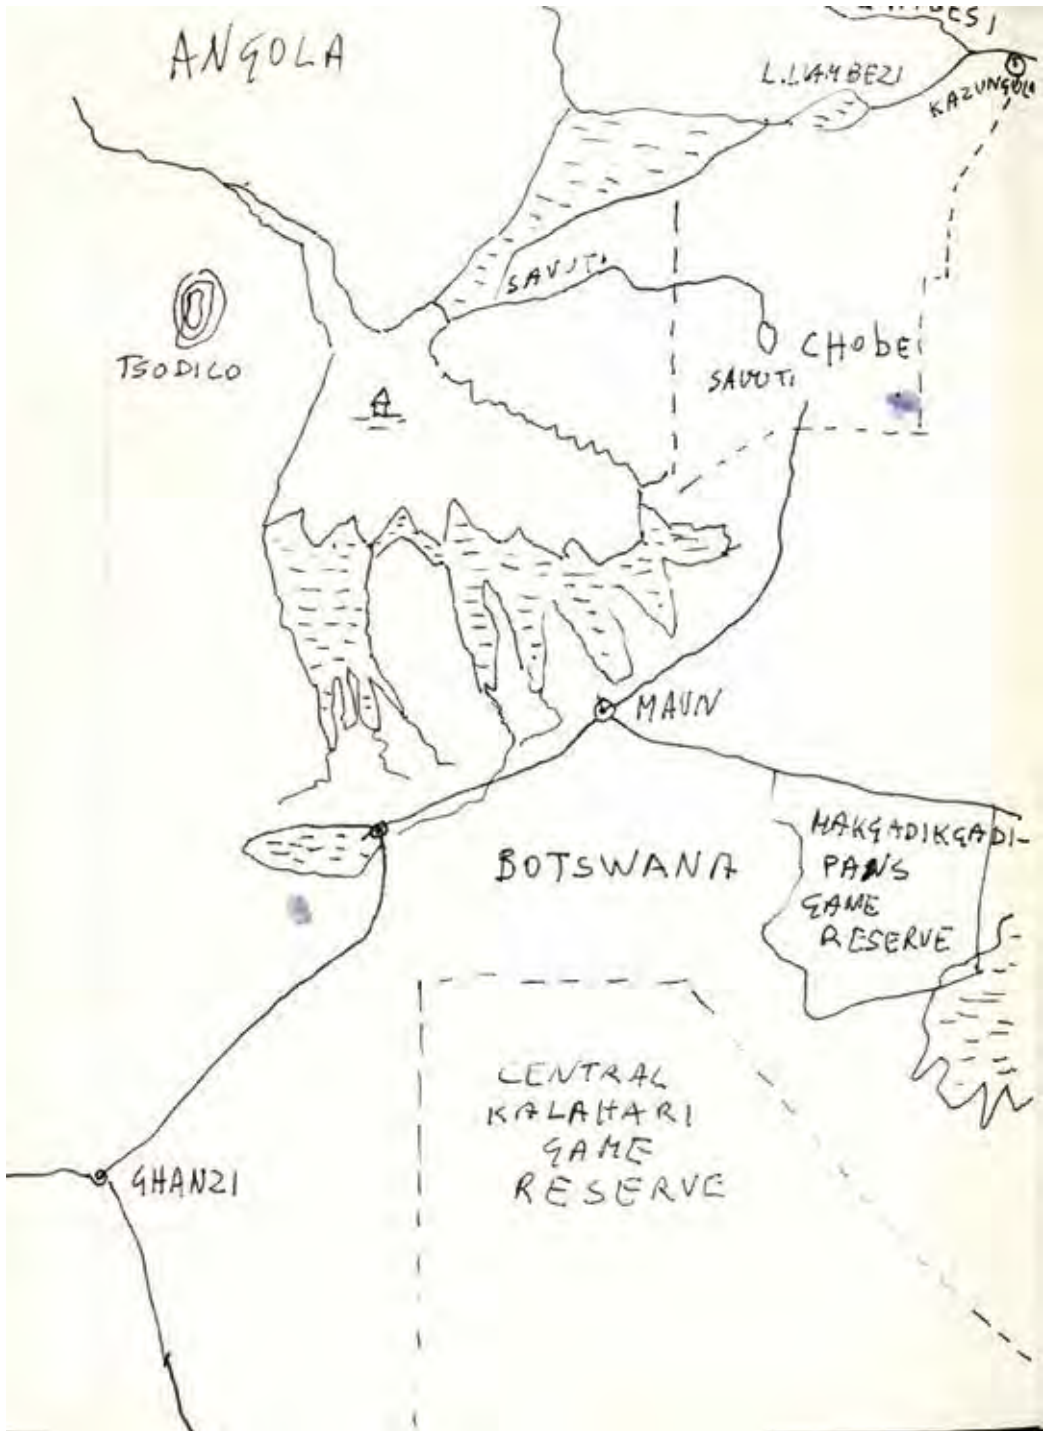 ANGOLA
L. LIAMBEZI
KAZUNGULA
SAVUTI
TSODILO
CHObE
SAVUTI
MAUN
MAKGADIKGADI-
PANS
GAME
RESERVE
BOTSWANA
CENTRAL
KALAHARI
GAME
RESERVE
GHANZI